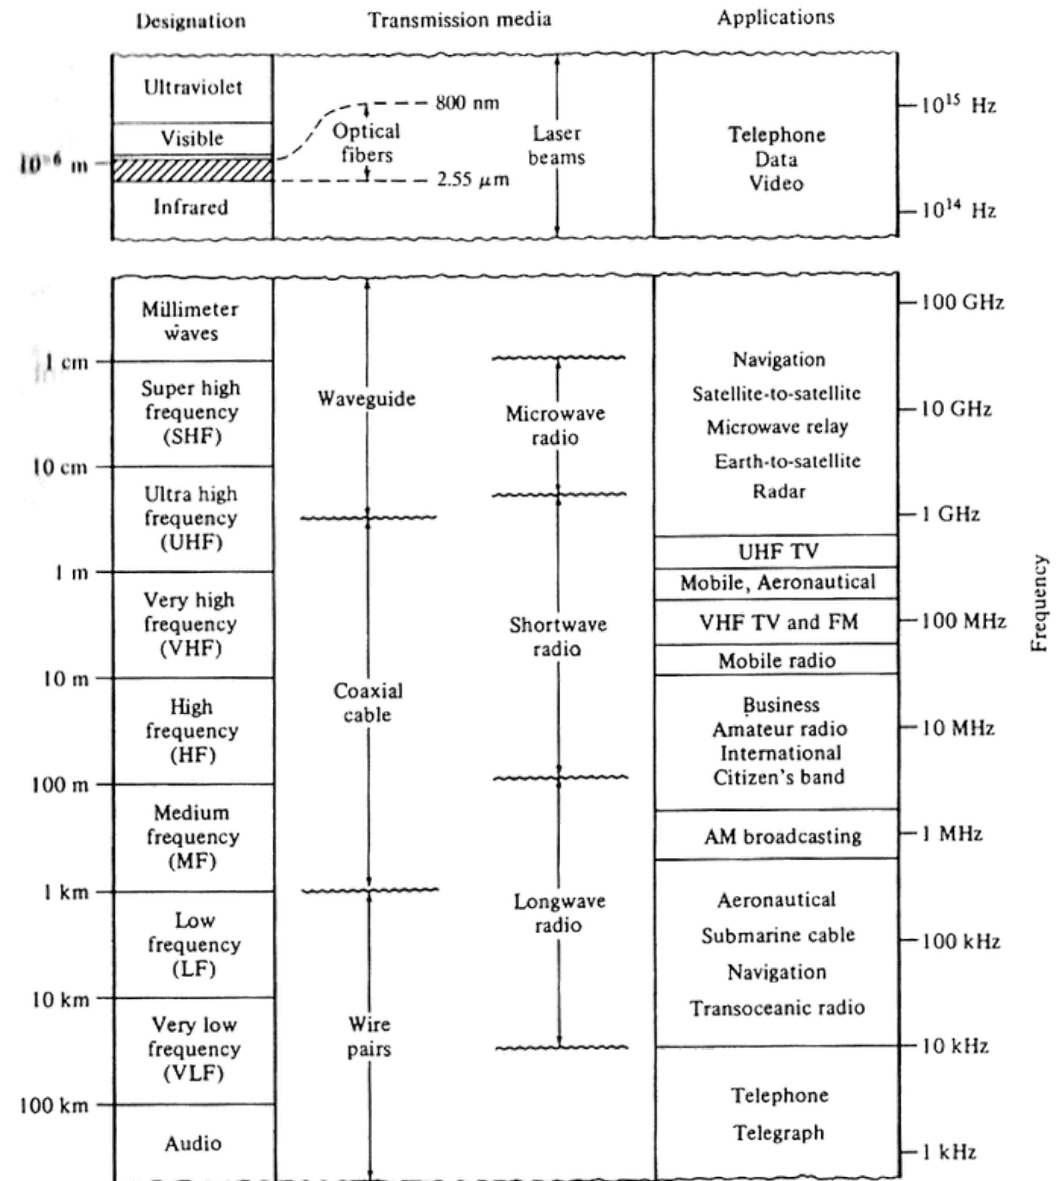 Designation
Transmission media
Applications
Ultraviolet
Visible
Infrared
10⁻⁶ m
Optical
fibers
800 nm
2.55 μm
Laser
beams
Telephone
Data
Video
10¹⁵ Hz
10¹⁴ Hz
Millimeter
waves
1 cm
Super high
frequency
(SHF)
10 cm
Ultra high
frequency
(UHF)
1 m
Very high
frequency
(VHF)
10 m
High
frequency
(HF)
100 m
Medium
frequency
(MF)
1 km
Low
frequency
(LF)
10 km
Very low
frequency
(VLF)
100 km
Audio
Waveguide
Coaxial
cable
Wire
pairs
Microwave
radio
Shortwave
radio
Longwave
radio
Navigation
Satellite-to-satellite
Microwave relay
Earth-to-satellite
Radar
UHF TV
Mobile, Aeronautical
VHF TV and FM
Mobile radio
Business
Amateur radio
International
Citizen's band
AM broadcasting
Aeronautical
Submarine cable
Navigation
Transoceanic radio
Telephone
Telegraph
100 GHz
10 GHz
1 GHz
100 MHz
10 MHz
1 MHz
100 kHz
10 kHz
1 kHz
Frequency